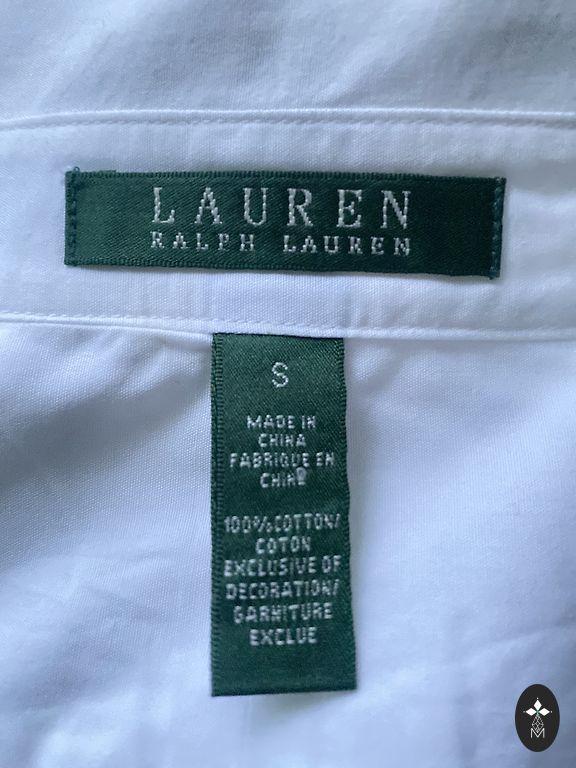 LAUREN
RALPH LAUREN
S
MADE IN
CHINA
FABRIQUE EN
CHINE
100% COTTON/
COTON
EXCLUSIVE OF
DECORATION/
GARNITURE
EXCLUE
M